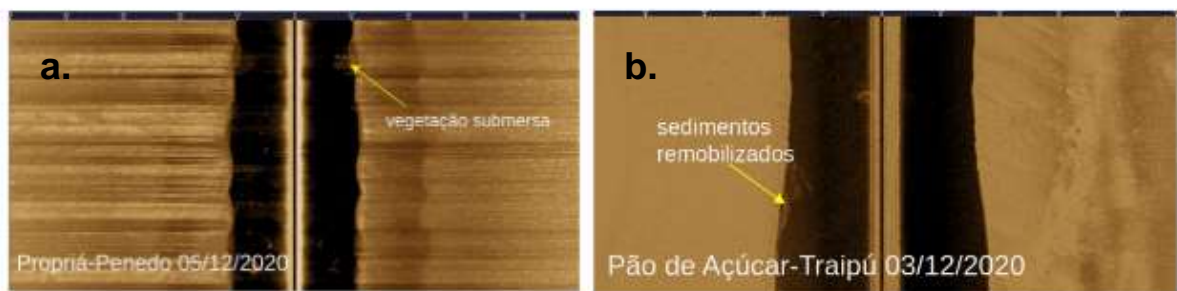 a.
vegetação submersa
Propriá-Penedo 05/12/2020
b.
sedimentos
remobilizados
Pão de Açúcar-Traipú 03/12/2020